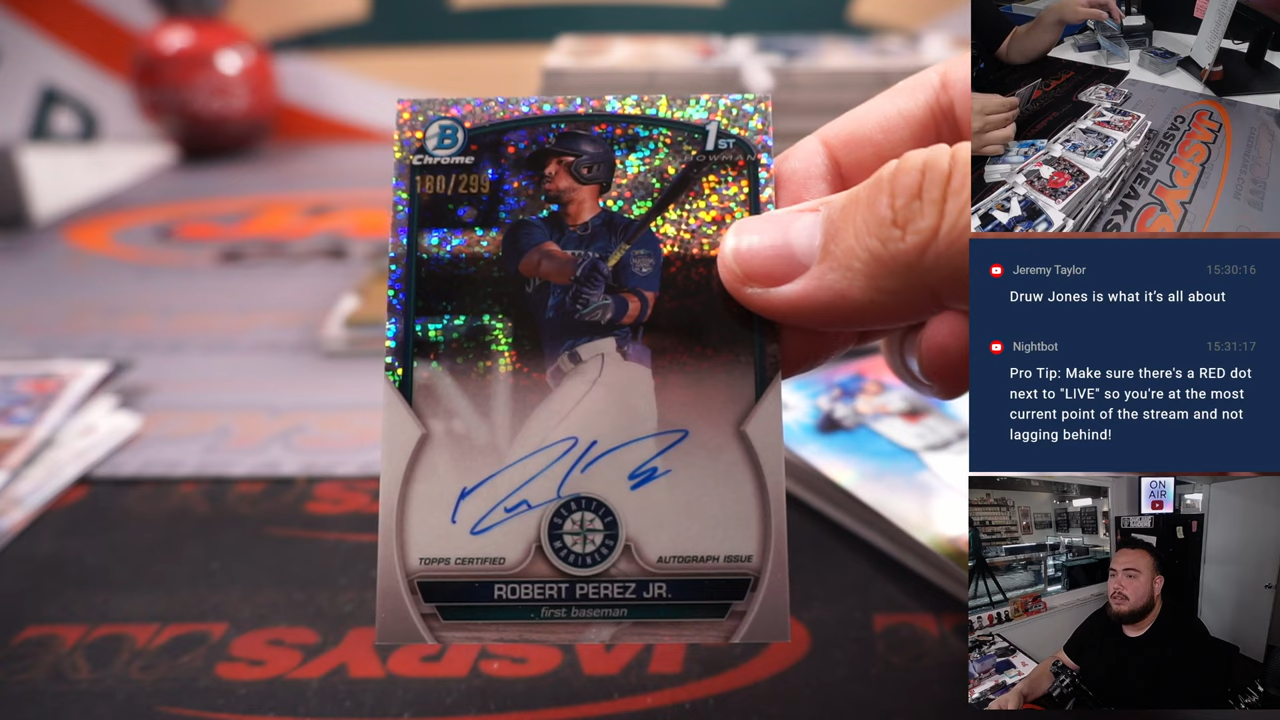 B
Chrome
1ST
BOWMAN
180/299
SEATTLE
MARINERS
TOPPS CERTIFIED
AUTOGRAPH ISSUE
ROBERT PEREZ JR.
first baseman
JASPYS
JASPYS
CASEBREAKS
Jeremy Taylor
15:30:16
Druw Jones is what it’s all about
Nightbot
15:31:17
Pro Tip: Make sure there's a RED dot
next to "LIVE" so you're at the most
current point of the stream and not
lagging behind!
ON
AIR